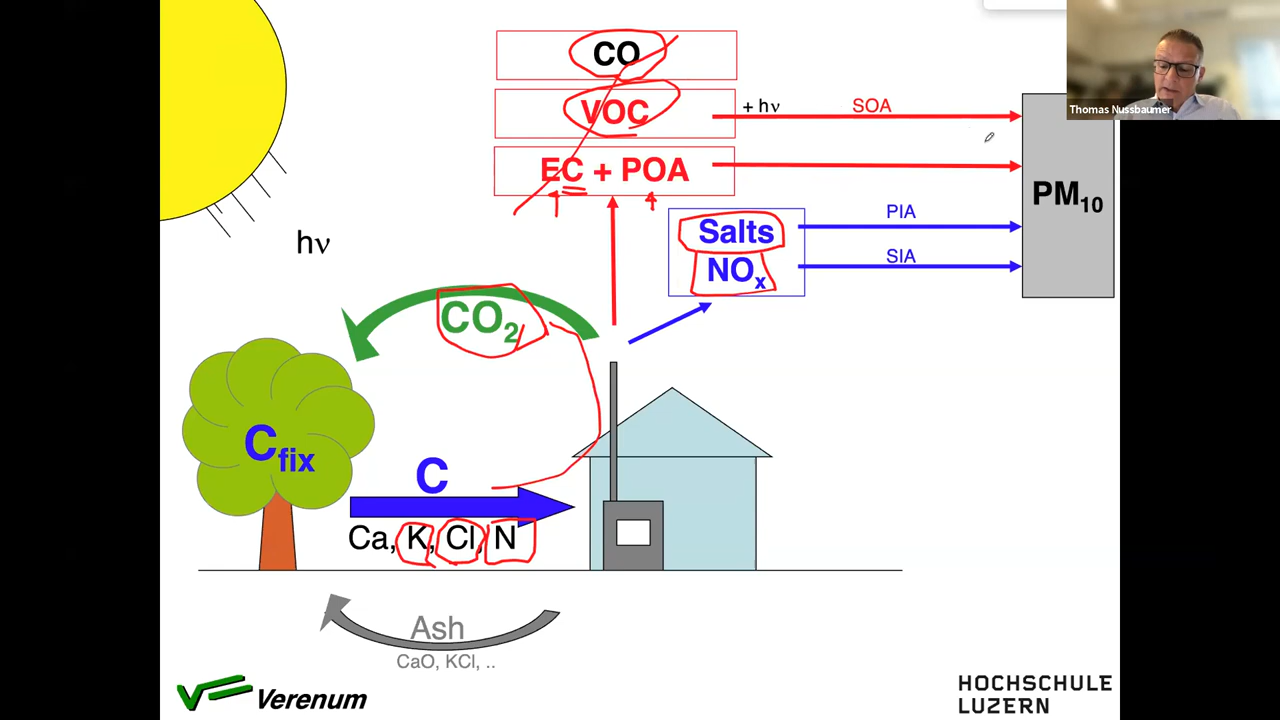 CO
VOC
+ hν
SOA
EC + POA
Thomas Nussbaumer
PM10
Salts
PIA
NOx
SIA
hν
CO2
Cfix
C
Ca, K, Cl, N
Ash
CaO, KCl, ..
Verenum
HOCHSCHULE
LUZERN